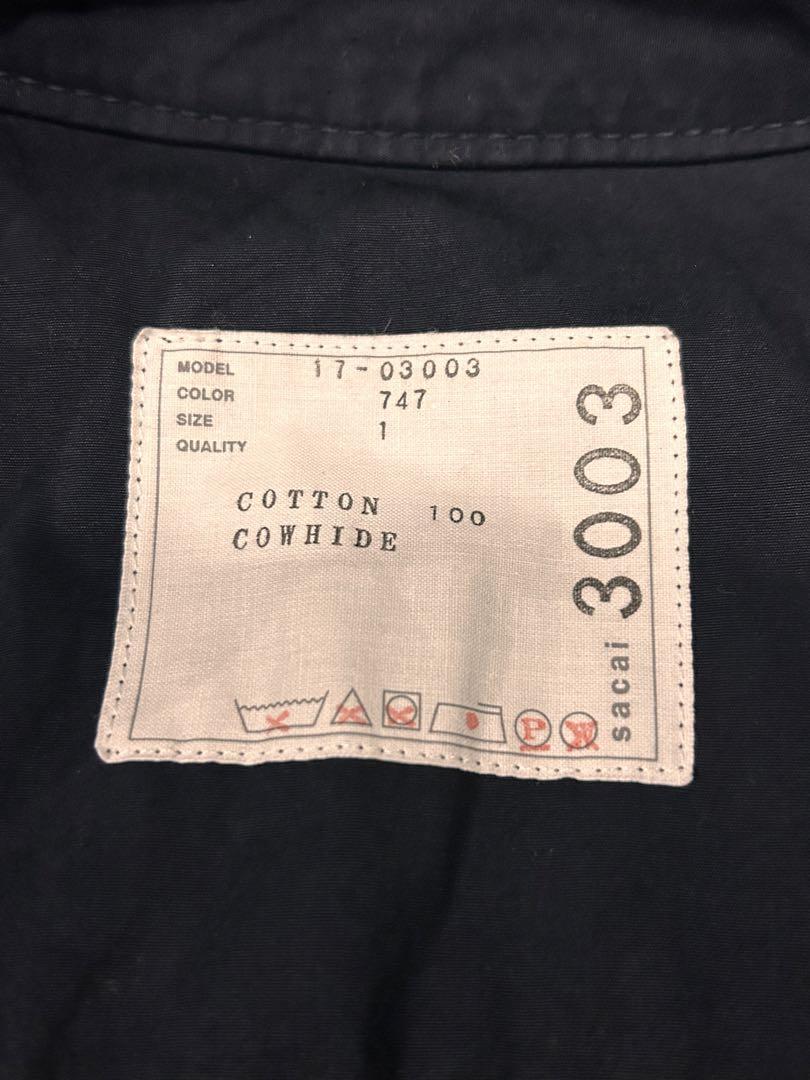 MODEL 17-03003
COLOR 747
SIZE 1
QUALITY
COTTON 100
COWHIDE
sacai 3003
P
W